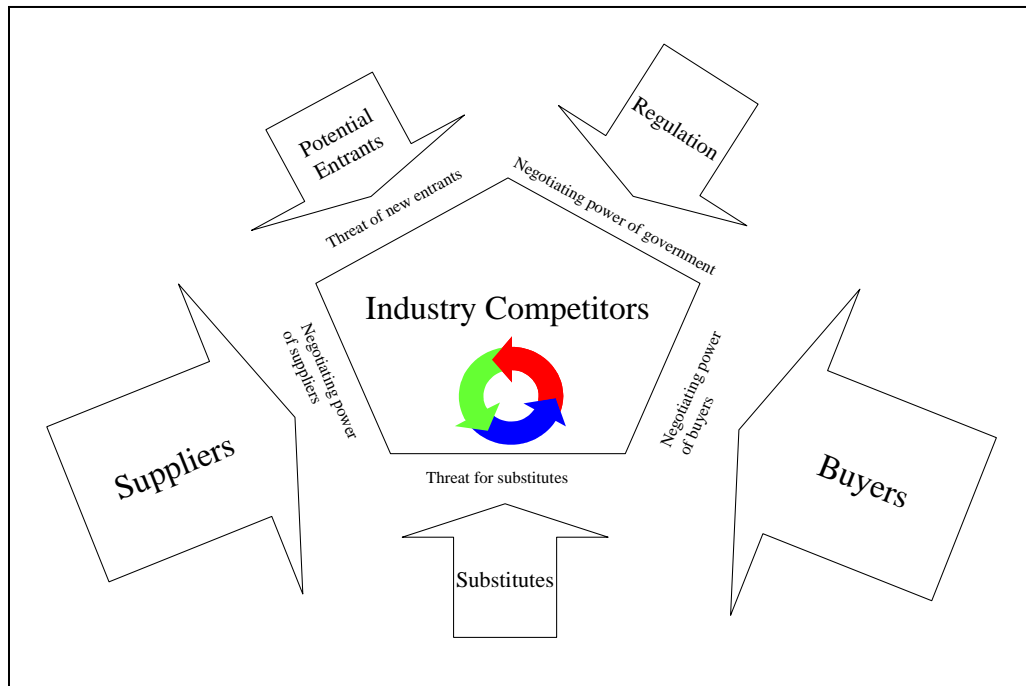 Potential
Entrants
Regulation
Threat of new entrants
Negotiating power of government
Industry Competitors
Negotiating power
of suppliers
Negotiating power
of buyers
Suppliers
Buyers
Threat for substitutes
Substitutes